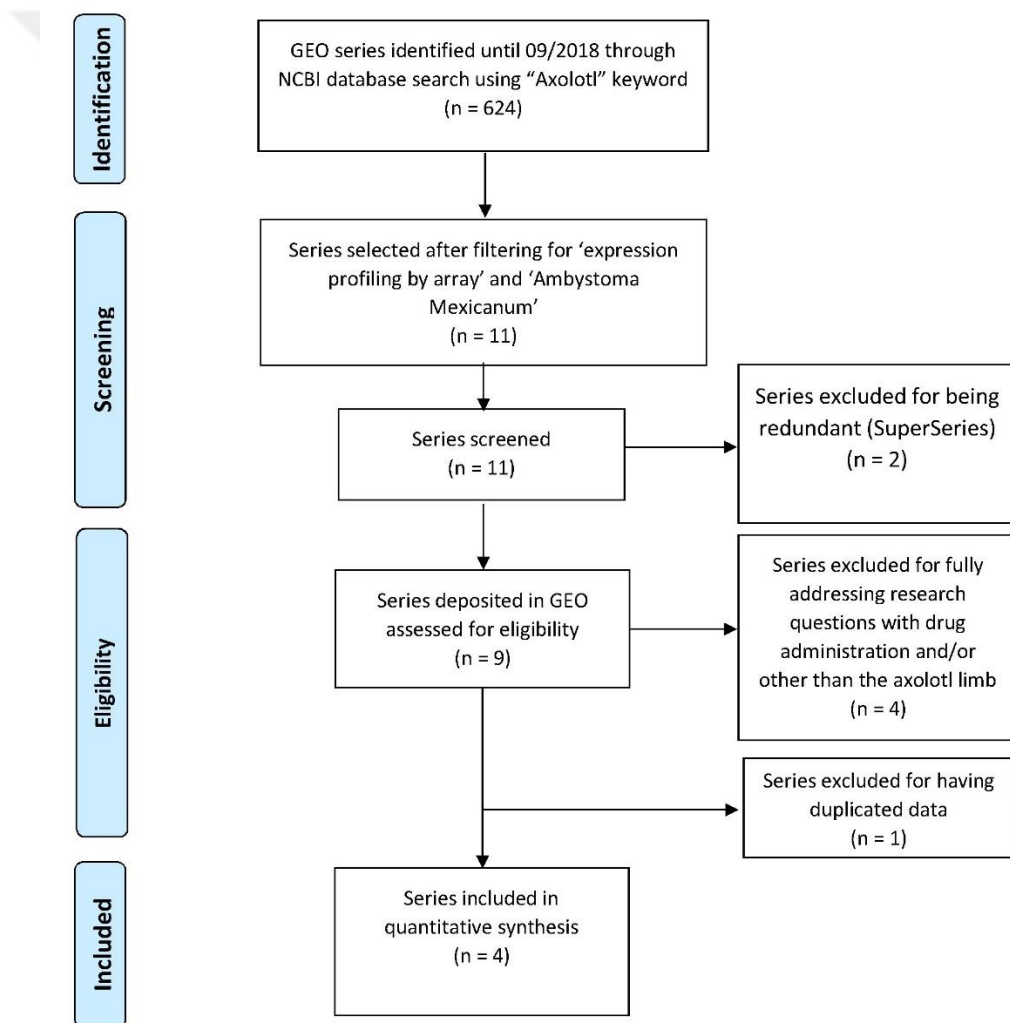 Identification
GEO series identified until 09/2018 through
NCBI database search using “Axolotl” keyword
(n = 624)
Screening
Series selected after filtering for ‘expression
profiling by array’ and ‘Ambystoma
Mexicanum’
(n = 11)
Series screened
(n = 11)
Series excluded for being
redundant (SuperSeries)
(n = 2)
Eligibility
Series deposited in GEO
assessed for eligibility
(n = 9)
Series excluded for fully
addressing research
questions with drug
administration and/or
other than the axolotl limb
(n = 4)
Series excluded for having
duplicated data
(n = 1)
Included
Series included in
quantitative synthesis
(n = 4)